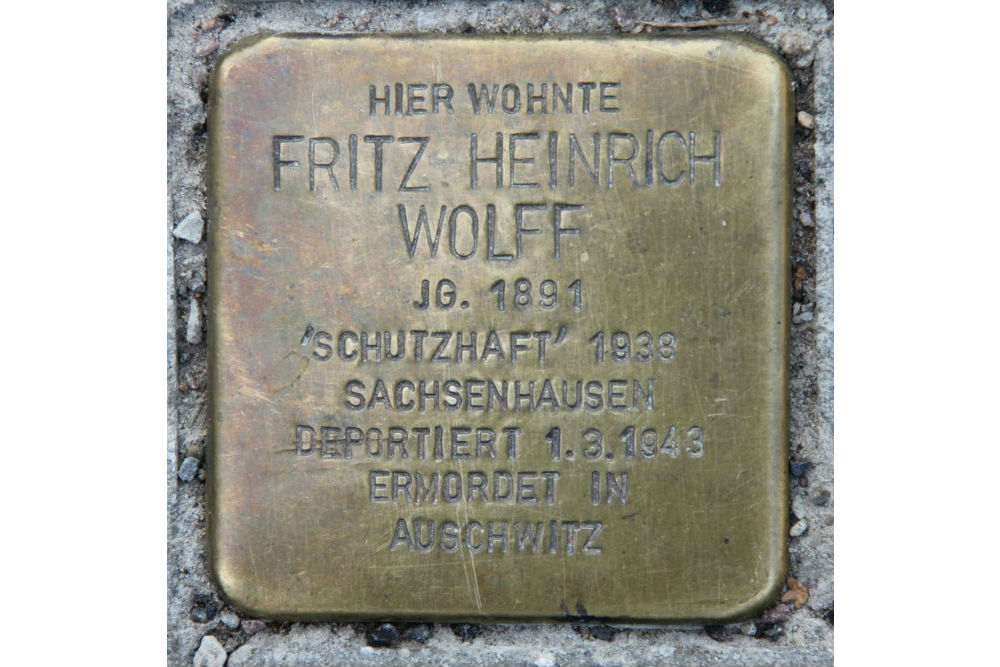 HIER WOHNTE
FRITZ HEINRICH
WOLFF
JG. 1891
'SCHUTZHAFT' 1938
SACHSENHAUSEN
DEPORTIERT 1.3.1943
ERMORDET IN
AUSCHWITZ